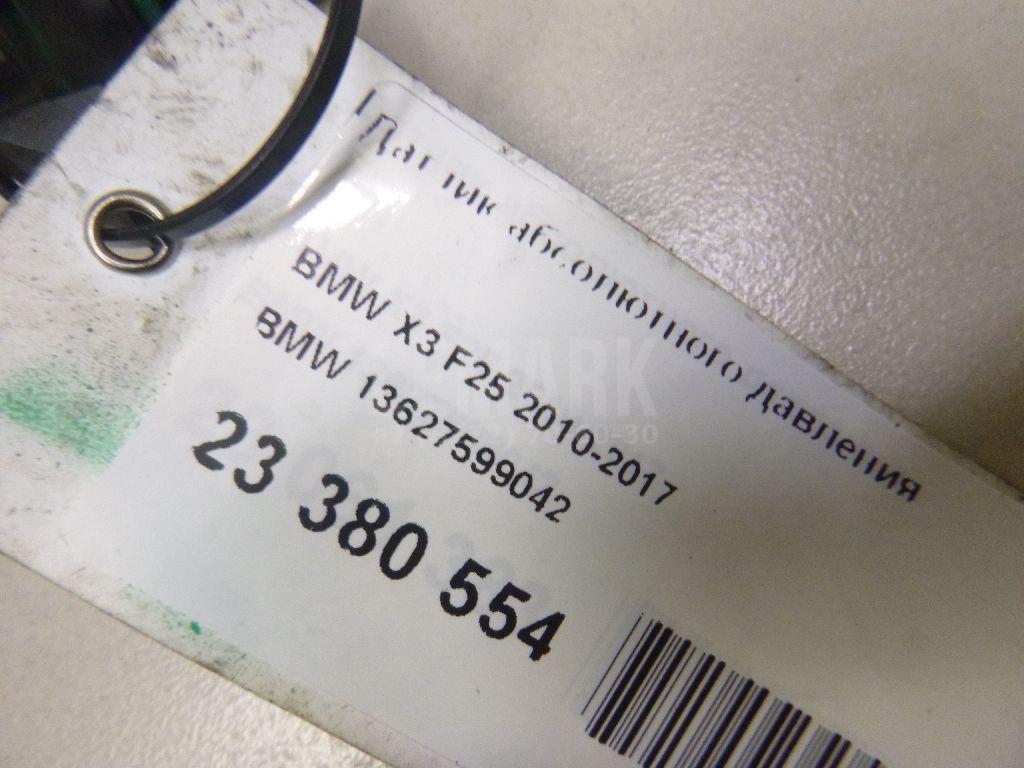 Датчик абсолютного давления
BMW X3 F25 2010-2017
BMW 13627599042
23 380 554